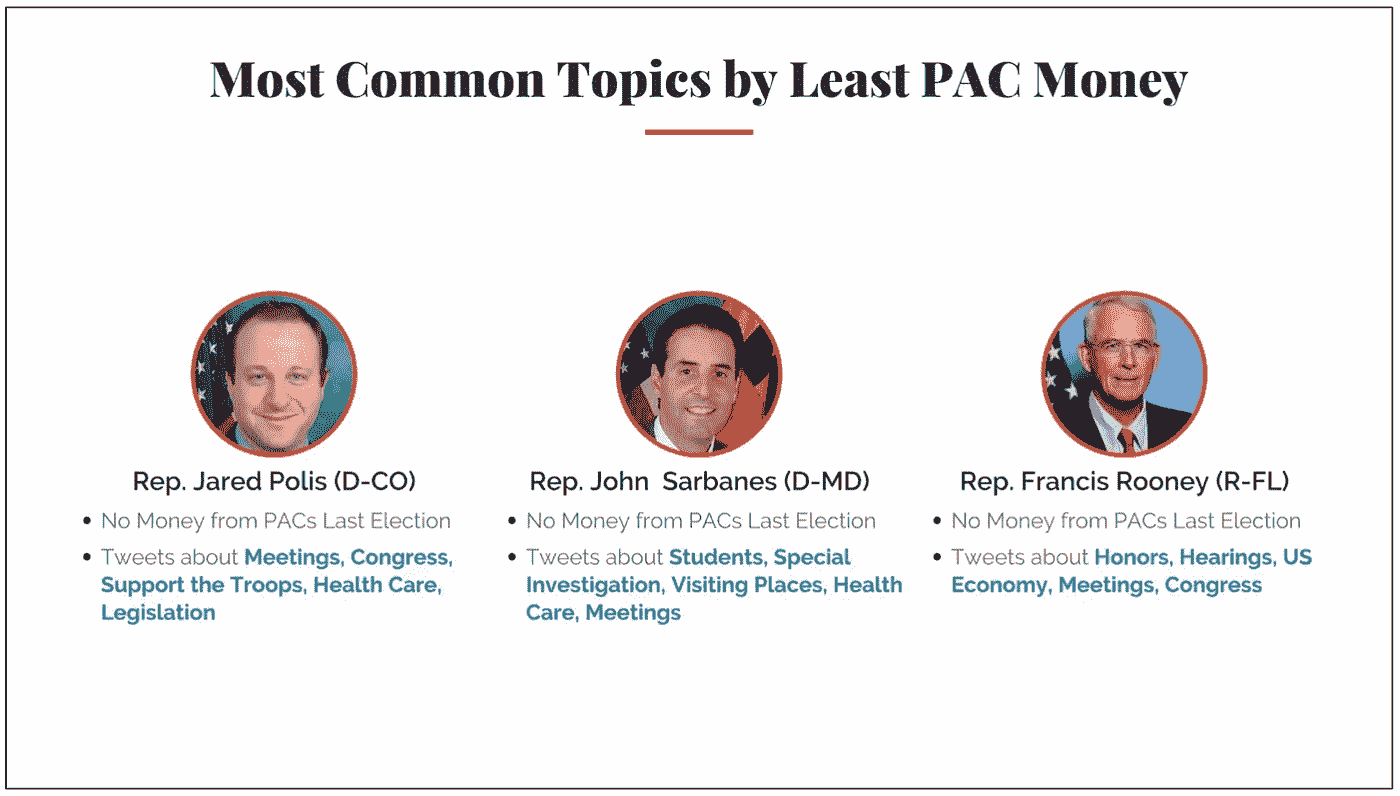 Most Common Topics by Least PAC Money
Rep. Jared Polis (D-CO)
• No Money from PACs Last Election
• Tweets about Meetings, Congress,
Support the Troops, Health Care,
Legislation
Rep. John Sarbanes (D-MD)
• No Money from PACs Last Election
• Tweets about Students, Special
Investigation, Visiting Places, Health
Care, Meetings
Rep. Francis Rooney (R-FL)
• No Money from PACs Last Election
• Tweets about Honors, Hearings, US
Economy, Meetings, Congress